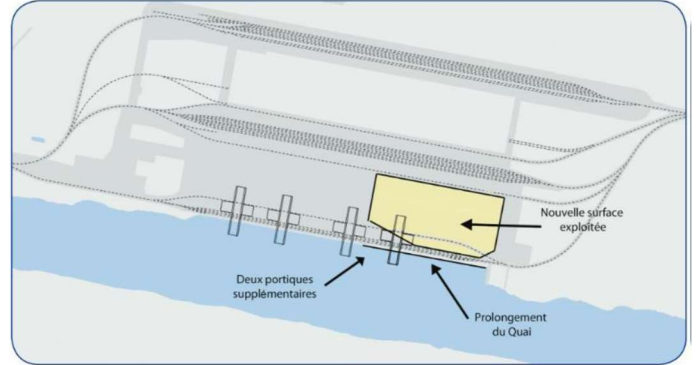 Nouvelle surface
exploitée
Deux portiques
supplémentaires
Prolongement
du Quai